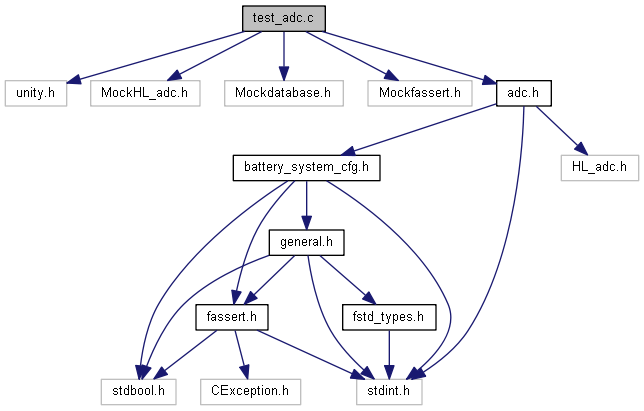 test_adc.c
unity.h
MockHL_adc.h
Mockdatabase.h
Mockfassert.h
adc.h
battery_system_cfg.h
HL_adc.h
general.h
fassert.h
fstd_types.h
stdbool.h
CException.h
stdint.h